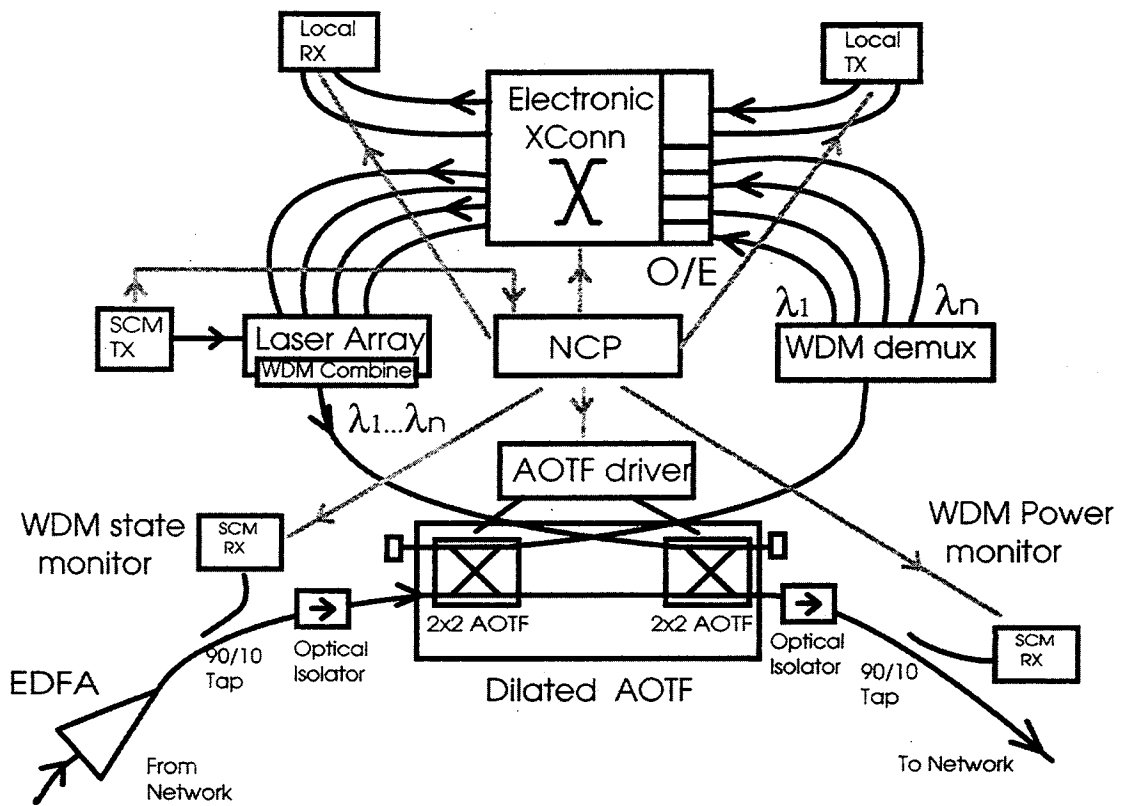 Local
RX
Local
TX
Electronic
XConn
O/E
λ1
λn
SCM
TX
Laser Array
WDM Combine
NCP
WDM demux
λ1...λn
AOTF driver
WDM state
monitor
SCM
RX
WDM Power
monitor
2x2 AOTF
2x2 AOTF
90/10
Tap
Optical
Isolator
Optical
Isolator
90/10
Tap
SCM
RX
EDFA
Dilated AOTF
From
Network
To Network